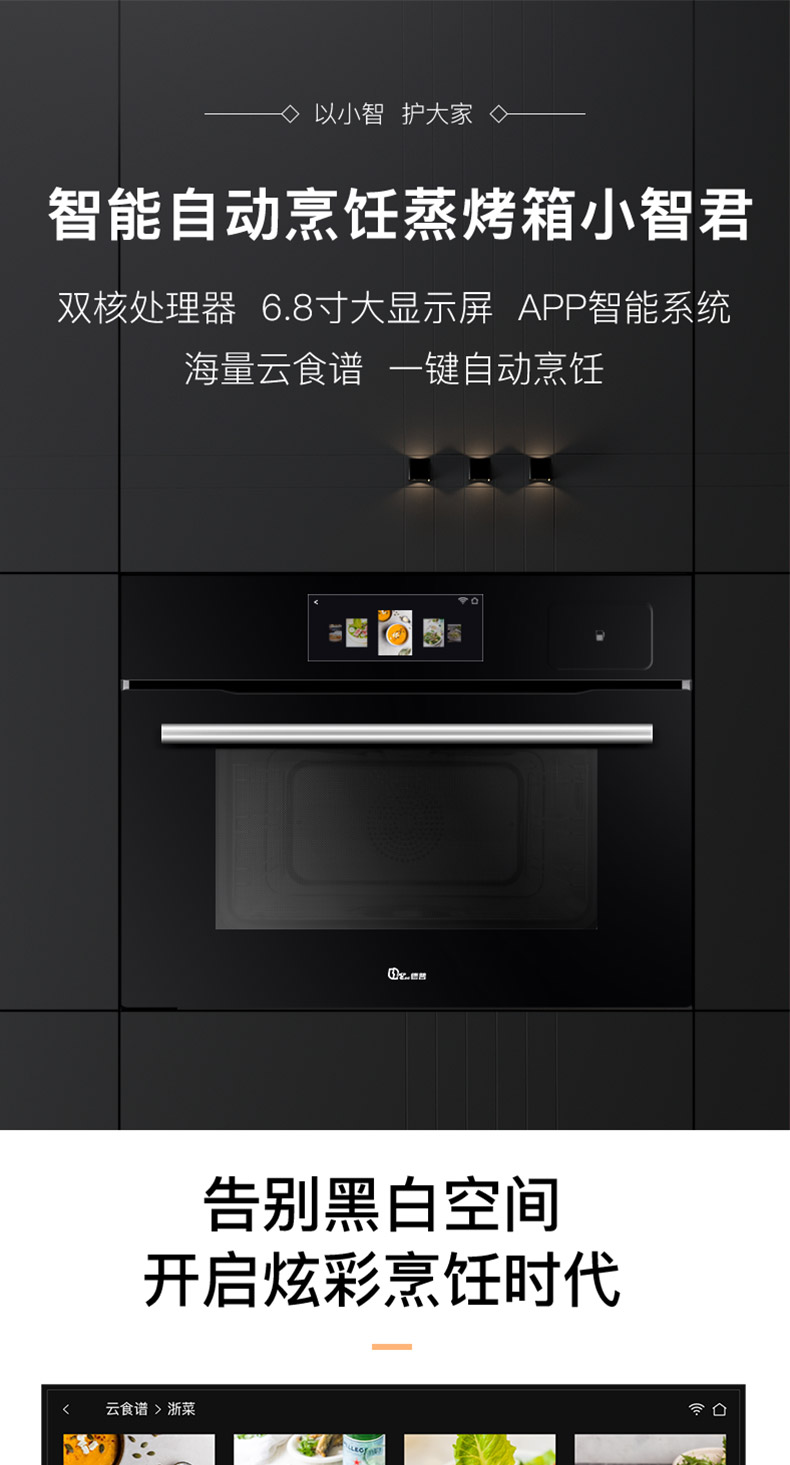 以小智 护大家
智能自动烹饪蒸烤箱小智君
双核处理器 6.8寸大显示屏 APP智能系统
海量云食谱 一键自动烹饪
告别黑白空间
开启炫彩烹饪时代
云食谱 > 浙菜